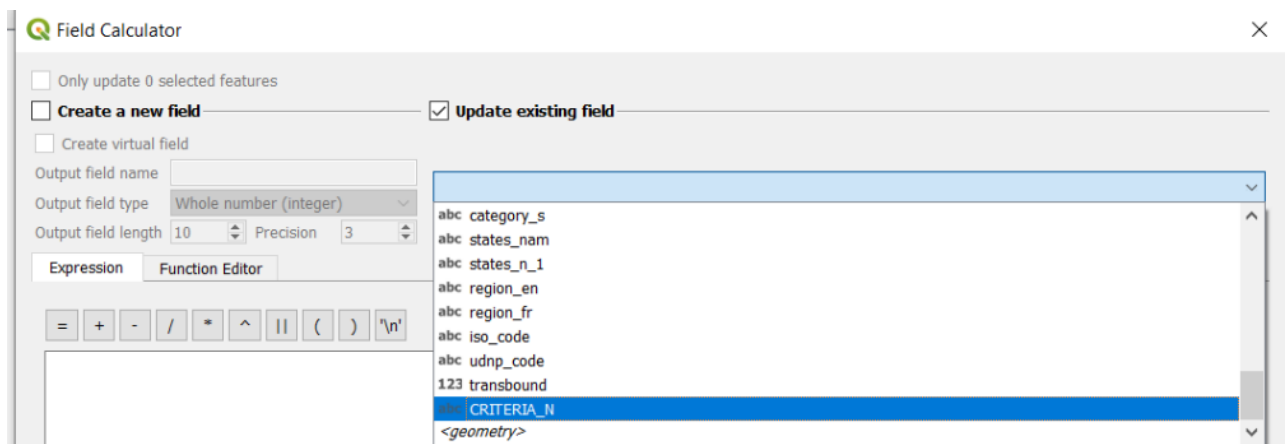 Field Calculator
Only update 0 selected features
Create a new field
Update existing field
Create virtual field
Output field name
Output field type Whole number (integer)
Output field length 10 Precision 3
abc category_s
abc states_nam
abc states_n_1
abc region_en
abc region_fr
abc iso_code
abc udnp_code
123 transbound
abc CRITERIA_N
<geometry>
Expression Function Editor
= + - / * ^ || ( ) '\n'